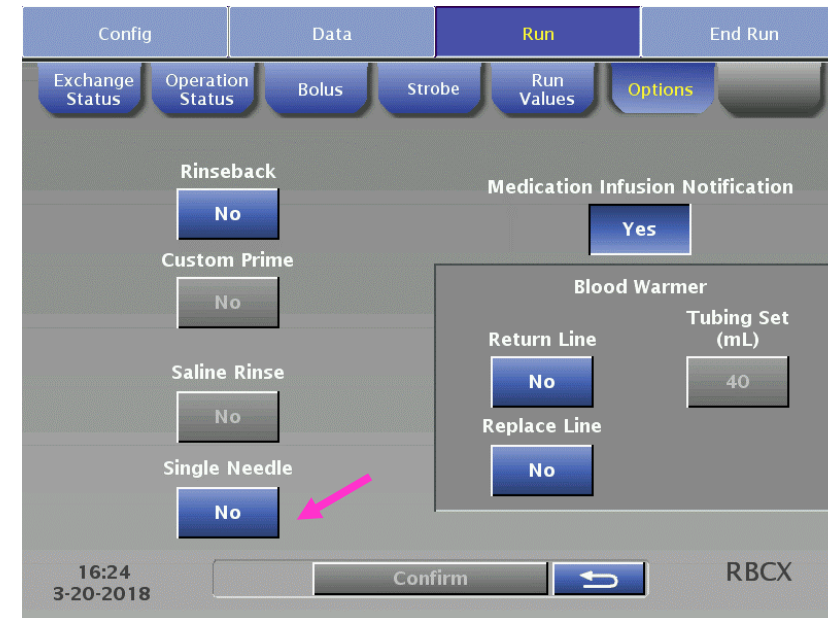 Config
Data
Run
End Run
Exchange
Status
Operation
Status
Bolus
Strobe
Run
Values
Options
Rinseback
No
Custom Prime
No
Saline Rinse
No
Single Needle
No
Medication Infusion Notification
Yes
Blood Warmer
Return Line
No
Tubing Set
(mL)
40
Replace Line
No
16:24
3-20-2018
Confirm
RBCX